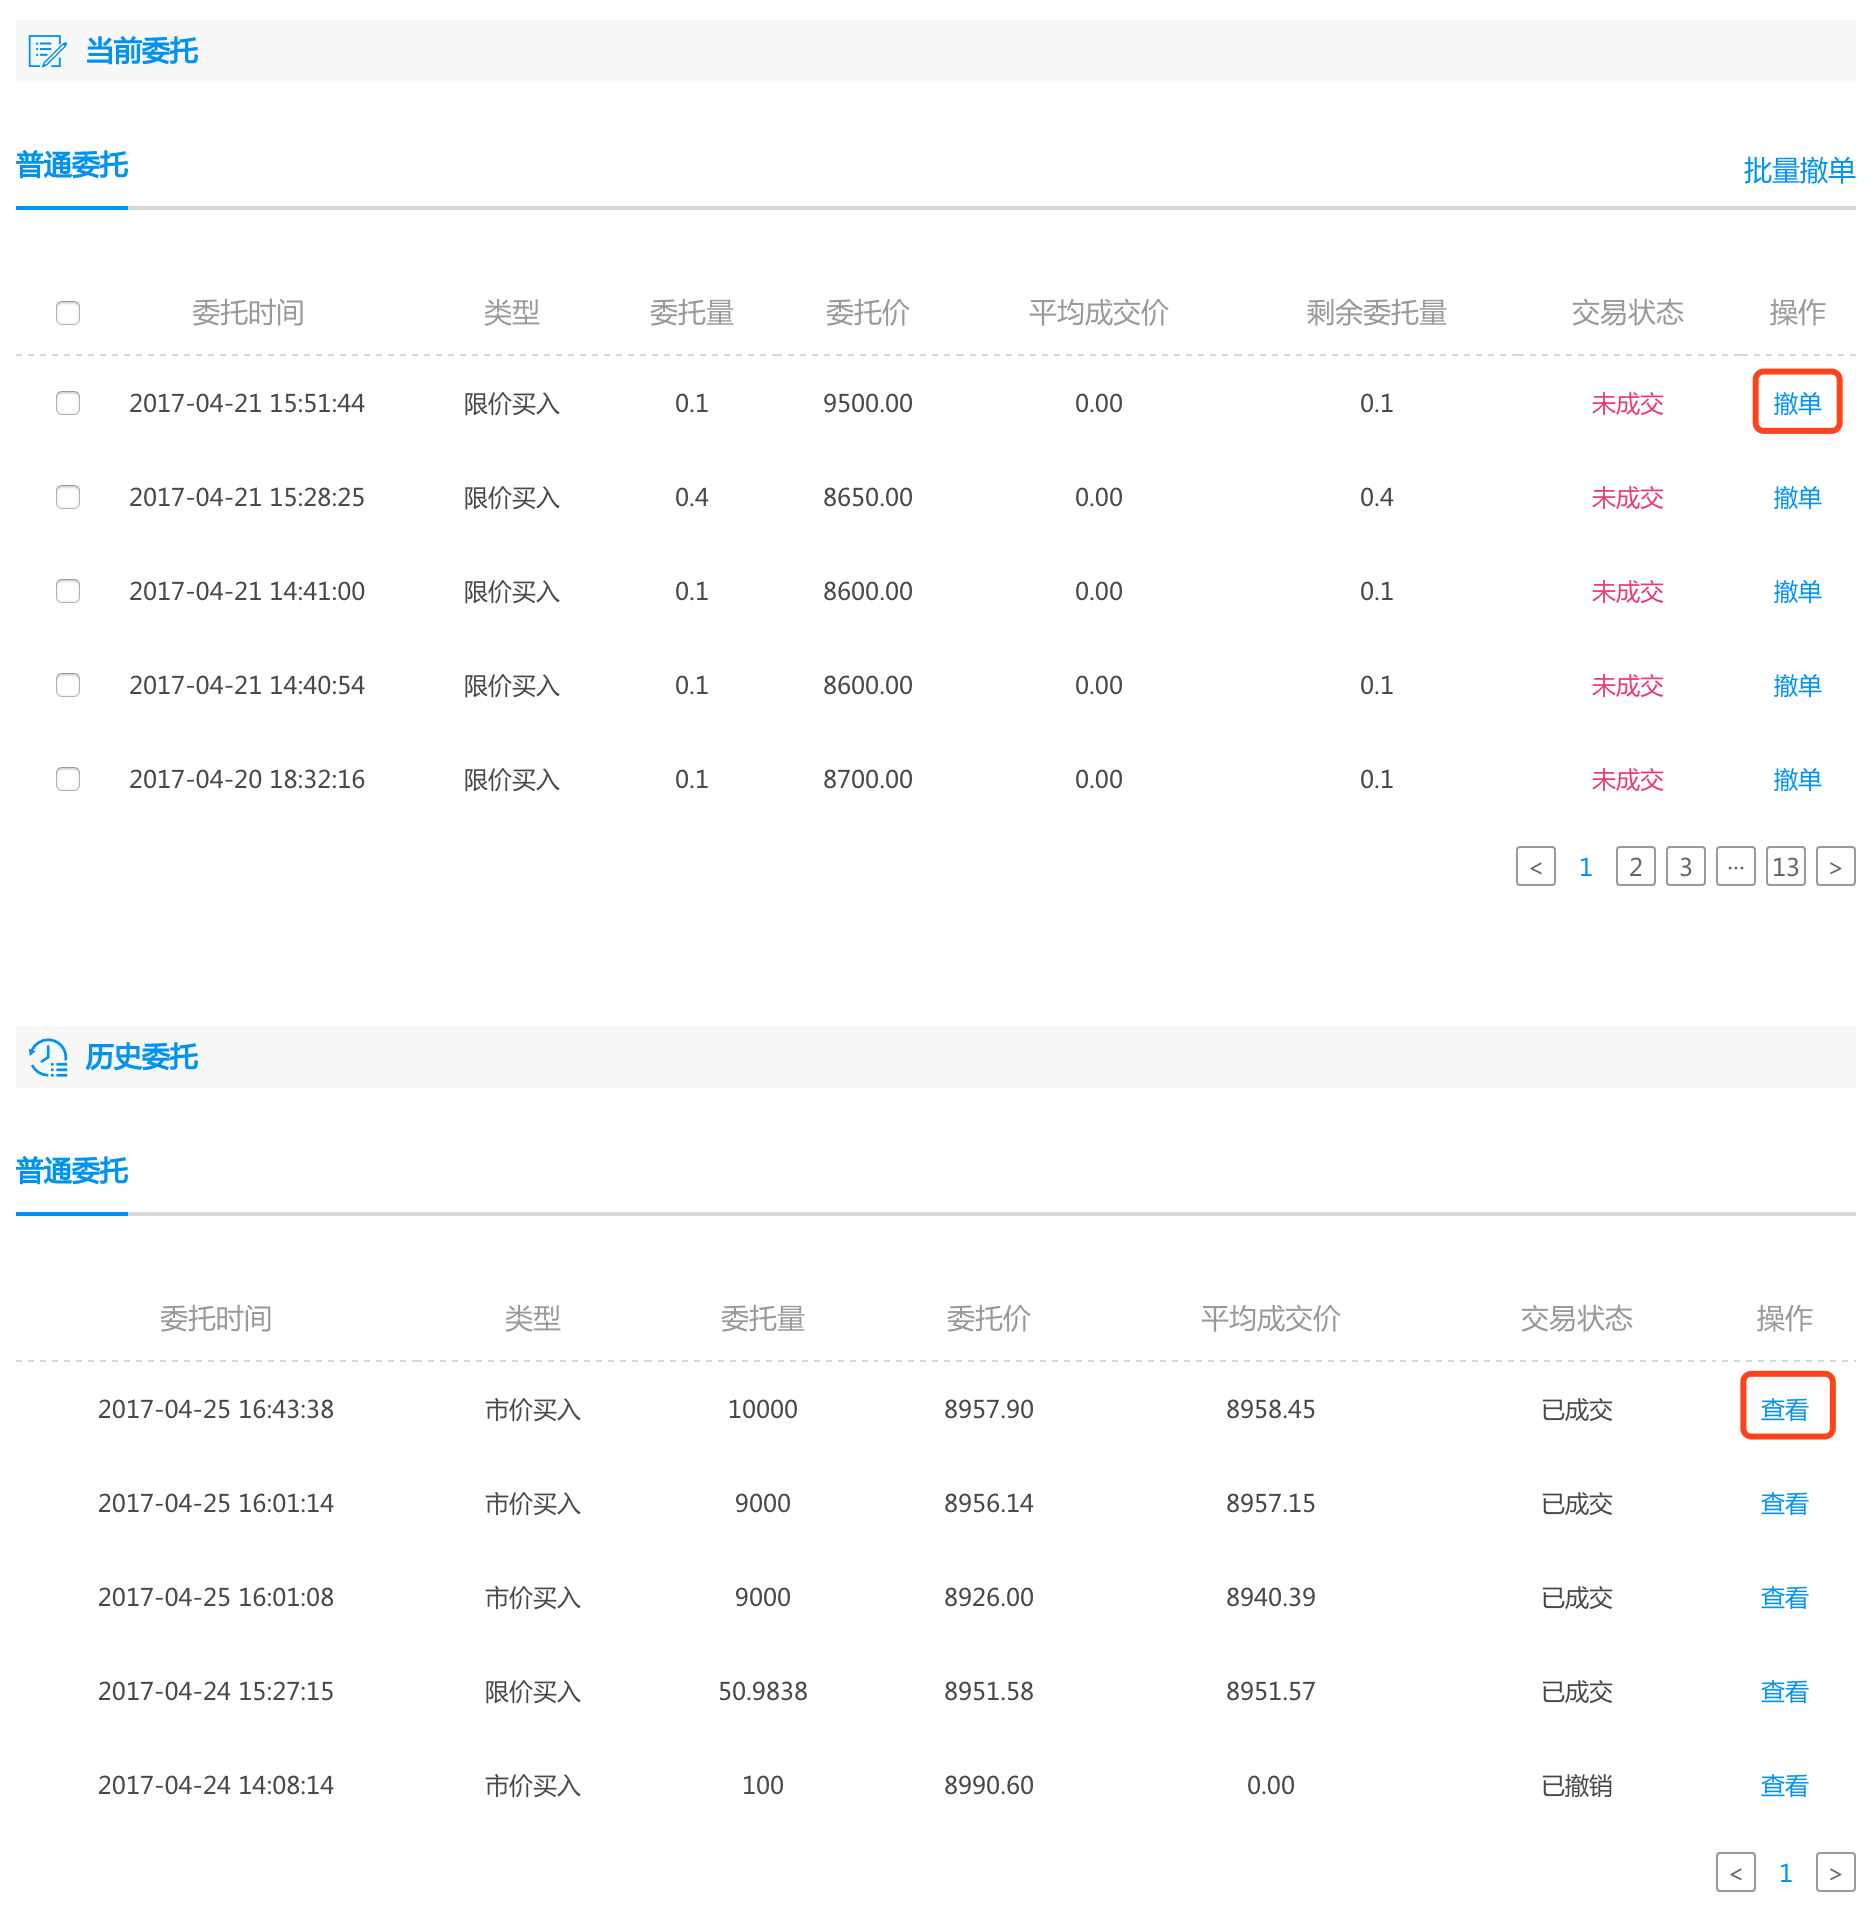 当前委托
普通委托 批量撤单
委托时间 类型 委托量 委托价 平均成交价 剩余委托量 交易状态 操作
2017-04-21 15:51:44 限价买入 0.1 9500.00 0.00 0.1 未成交 撤单
2017-04-21 15:28:25 限价买入 0.4 8650.00 0.00 0.4 未成交 撤单
2017-04-21 14:41:00 限价买入 0.1 8600.00 0.00 0.1 未成交 撤单
2017-04-21 14:40:54 限价买入 0.1 8600.00 0.00 0.1 未成交 撤单
2017-04-20 18:32:16 限价买入 0.1 8700.00 0.00 0.1 未成交 撤单
< 1 2 3 ... 13 >
历史委托
普通委托
委托时间 类型 委托量 委托价 平均成交价 交易状态 操作
2017-04-25 16:43:38 市价买入 10000 8957.90 8958.45 已成交 查看
2017-04-25 16:01:14 市价买入 9000 8956.14 8957.15 已成交 查看
2017-04-25 16:01:08 市价买入 9000 8926.00 8940.39 已成交 查看
2017-04-24 15:27:15 限价买入 50.9838 8951.58 8951.57 已成交 查看
2017-04-24 14:08:14 市价买入 100 8990.60 0.00 已撤销 查看
< 1 >